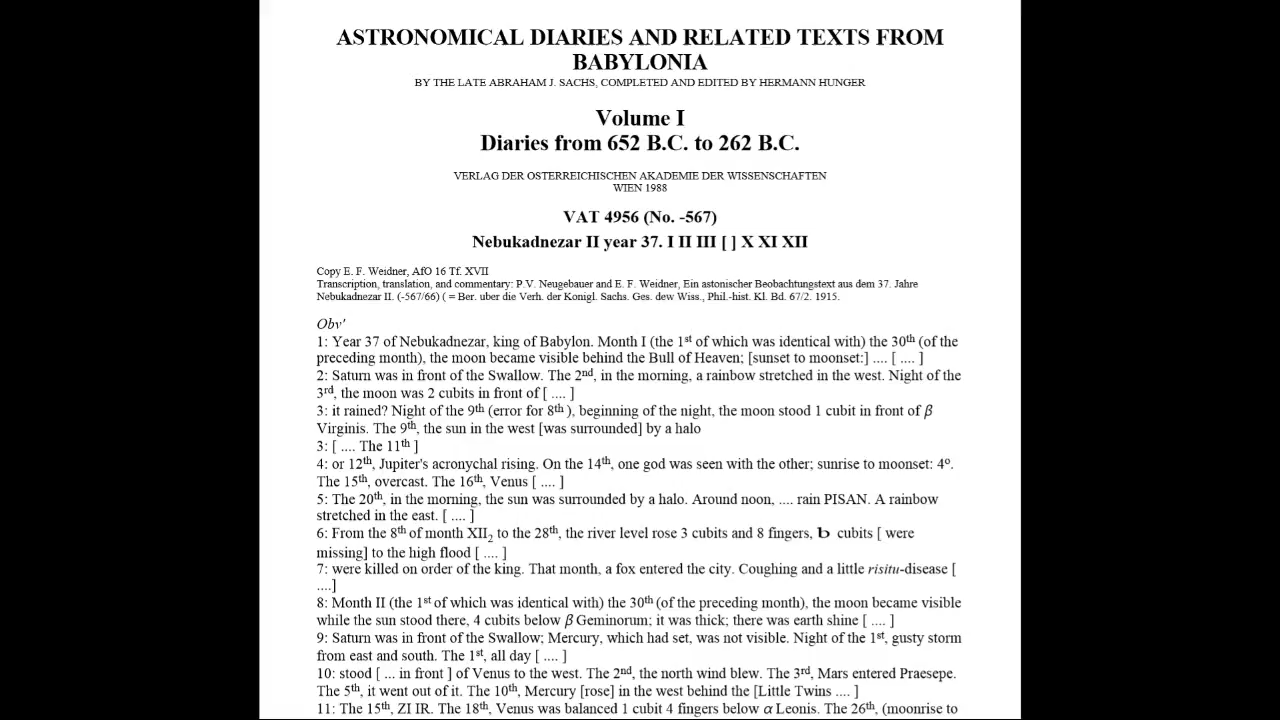 ASTRONOMICAL DIARIES AND RELATED TEXTS FROM
BABYLONIA
BY THE LATE ABRAHAM J. SACHS, COMPLETED AND EDITED BY HERMANN HUNGER
Volume I
Diaries from 652 B.C. to 262 B.C.
VERLAG DER OSTERREICHISCHEN AKADEMIE DER WISSENSCHAFTEN
WIEN 1988
VAT 4956 (No. -567)
Nebukadnezar II year 37. I II III [ ] X XI XII
Copy E. F. Weidner, AfO 16 Tf. XVII
Transcription, translation, and commentary: P.V. Neugebauer and E. F. Weidner, Ein astonischer Beobachtungstext aus dem 37. Jahre
Nebukadnezar II. (-567/66) ( = Ber. uber die Verh. der Konigl. Sachs. Ges. dew Wiss., Phil.-hist. Kl. Bd. 67/2. 1915.
Obv'
1: Year 37 of Nebukadnezar, king of Babylon. Month I (the 1st of which was identical with) the 30th (of the
preceding month), the moon became visible behind the Bull of Heaven; [sunset to moonset:] .... [ .... ]
2: Saturn was in front of the Swallow. The 2nd, in the morning, a rainbow stretched in the west. Night of the
3rd, the moon was 2 cubits in front of [ .... ]
3: it rained? Night of the 9th (error for 8th ), beginning of the night, the moon stood 1 cubit in front of β
Virginis. The 9th, the sun in the west [was surrounded] by a halo
3: [ .... The 11th ]
4: or 12th, Jupiter's acronychal rising. On the 14th, one god was seen with the other; sunrise to moonset: 4º.
The 15th, overcast. The 16th, Venus [ .... ]
5: The 20th, in the morning, the sun was surrounded by a halo. Around noon, .... rain PISAN. A rainbow
stretched in the east. [ .... ]
6: From the 8th of month XII2 to the 28th, the river level rose 3 cubits and 8 fingers, b cubits [ were
missing] to the high flood [ .... ]
7: were killed on order of the king. That month, a fox entered the city. Coughing and a little risitu-disease [
....]
8: Month II (the 1st of which was identical with) the 30th (of the preceding month), the moon became visible
while the sun stood there, 4 cubits below β Geminorum; it was thick; there was earth shine [ .... ]
9: Saturn was in front of the Swallow; Mercury, which had set, was not visible. Night of the 1st, gusty storm
from east and south. The 1st, all day [ .... ]
10: stood [ ... in front ] of Venus to the west. The 2nd, the north wind blew. The 3rd, Mars entered Praesepe.
The 5th, it went out of it. The 10th, Mercury [rose] in the west behind the [Little Twins .... ]
11: The 15th, ZI IR. The 18th, Venus was balanced 1 cubit 4 fingers below α Leonis. The 26th, (moonrise to